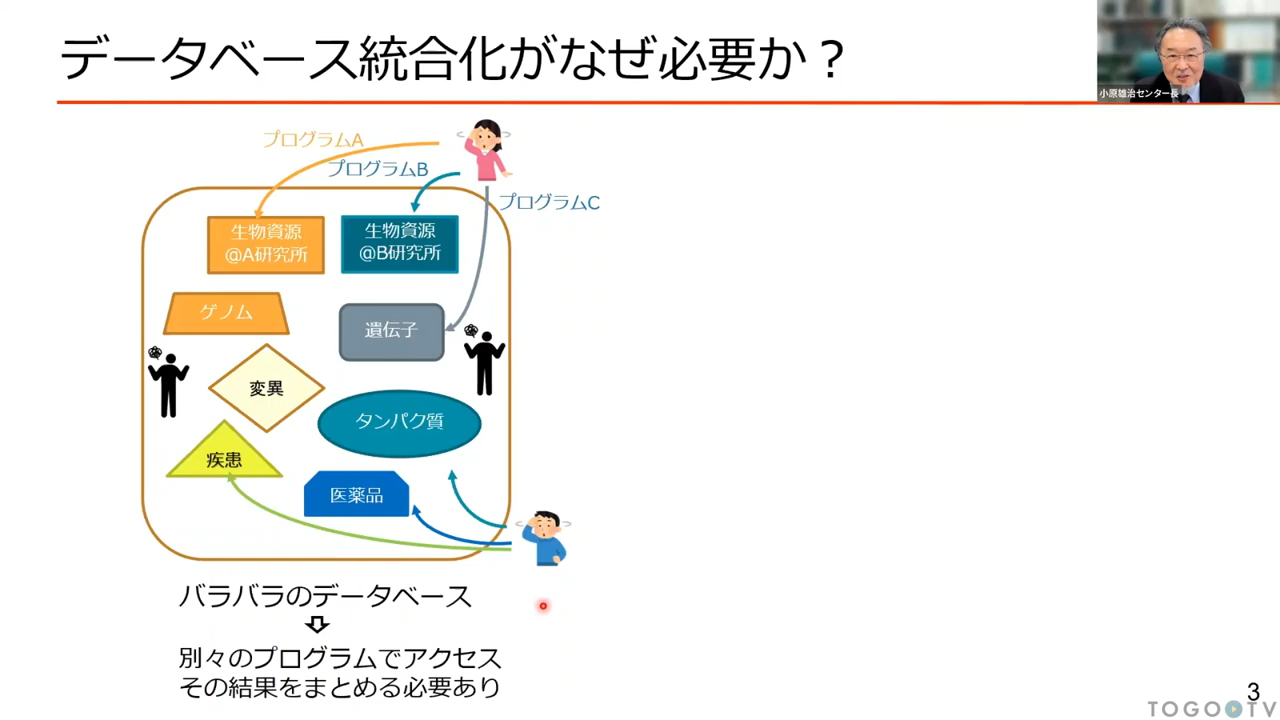 データベース統合化がなぜ必要か？
小原雄治センター長
プログラムA
プログラムB
プログラムC
生物資源
@A研究所
生物資源
@B研究所
ゲノム
遺伝子
変異
タンパク質
疾患
医薬品
バラバラのデータベース
別々のプログラムでアクセス
その結果をまとめる必要あり
3
TOGO TV